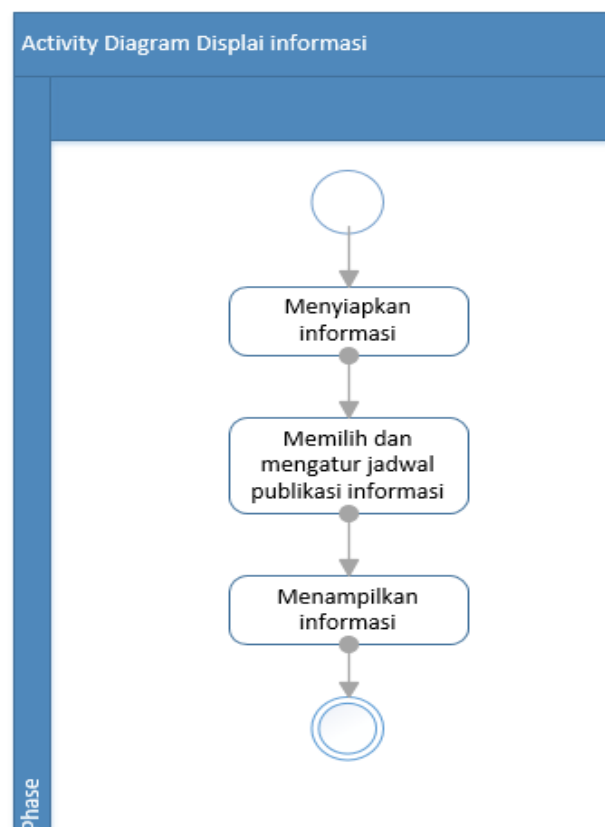 Activity Diagram Displai informasi
Menyiapkan
informasi
Memilih dan
mengatur jadwal
publikasi informasi
Menampilkan
informasi
Phase